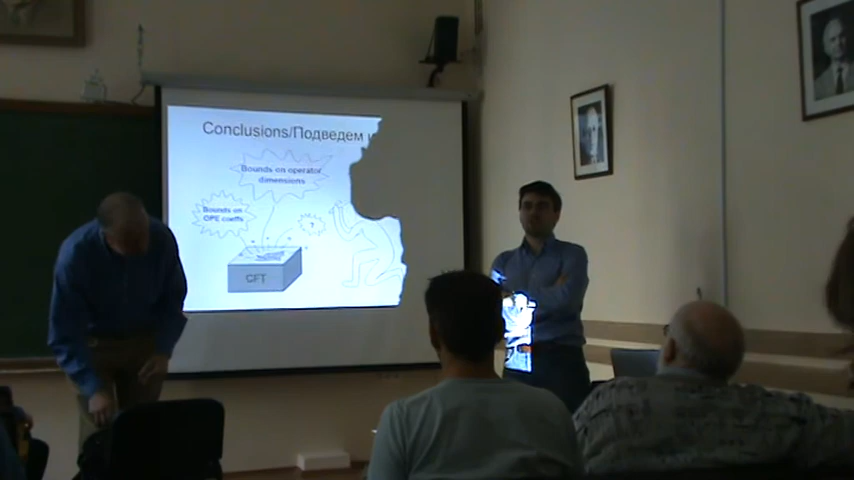 Conclusions/Подведем
Bounds on operator
dimensions
Bounds on
OPE coeffs
?
CFT